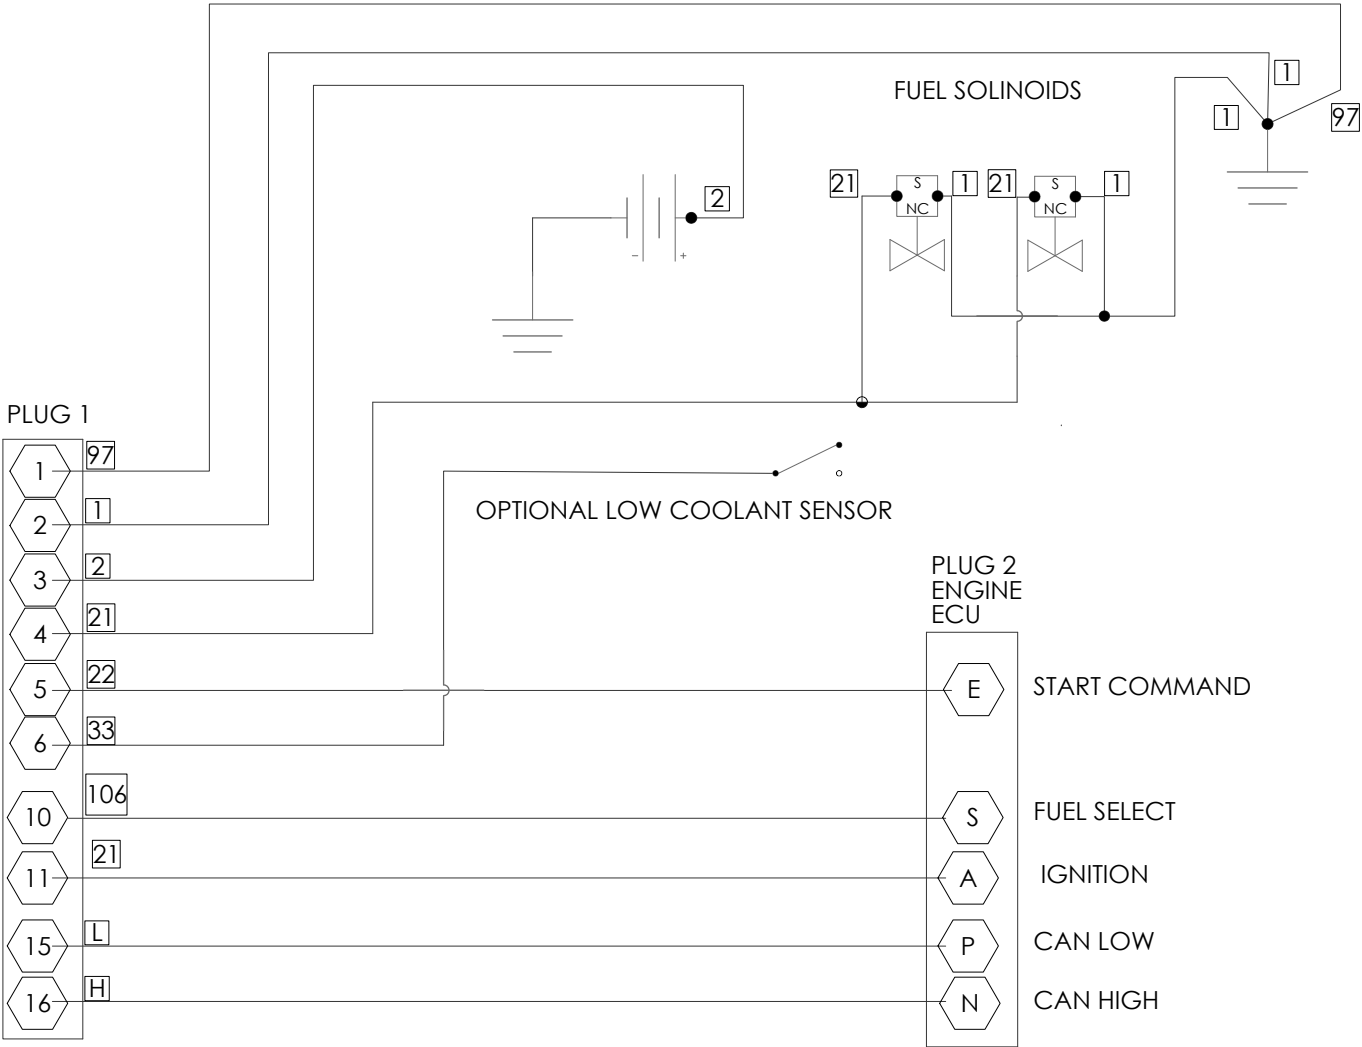 1
FUEL SOLINOIDS
1
97
21
S
NC
1
21
S
NC
1
2
-
+
PLUG 1
1
97
OPTIONAL LOW COOLANT SENSOR
2
1
3
2
PLUG 2
ENGINE
ECU
4
21
5
22
E
START COMMAND
6
33
10
106
S
FUEL SELECT
11
21
A
IGNITION
15
L
P
CAN LOW
16
H
N
CAN HIGH